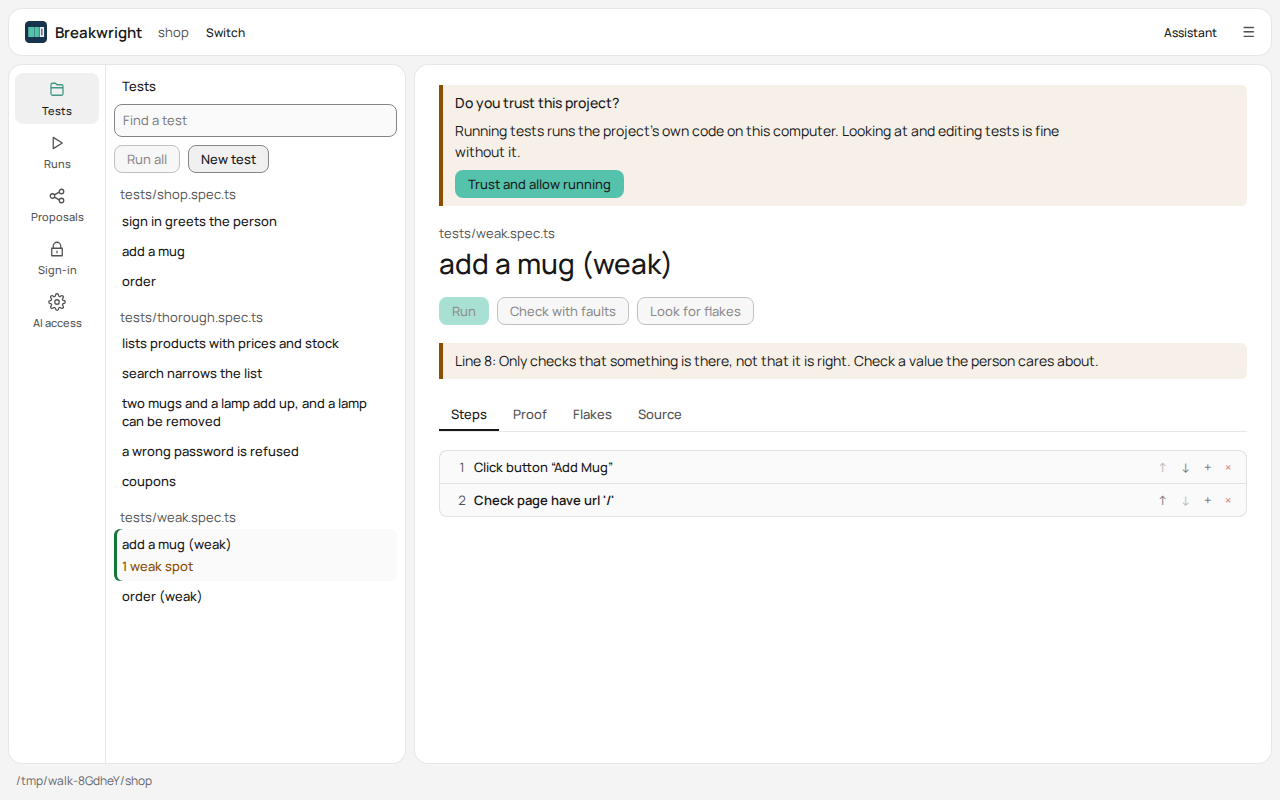 Breakwright shop Switch Assistant
Tests
Runs
Proposals
Sign-in
AI access
Tests
Find a test
Run all New test
tests/shop.spec.ts
sign in greets the person
add a mug
order
tests/thorough.spec.ts
lists products with prices and stock
search narrows the list
two mugs and a lamp add up, and a lamp
can be removed
a wrong password is refused
coupons
tests/weak.spec.ts
add a mug (weak)
1 weak spot
order (weak)
Do you trust this project?
Running tests runs the project's own code on this computer. Looking at and editing tests is fine
without it.
Trust and allow running
tests/weak.spec.ts
add a mug (weak)
Run Check with faults Look for flakes
Line 8: Only checks that something is there, not that it is right. Check a value the person cares about.
Steps Proof Flakes Source
1 Click button “Add Mug” ↑ ↓ + ×
2 Check page have url '/' ↑ ↓ + ×
/tmp/walk-8GdheY/shop